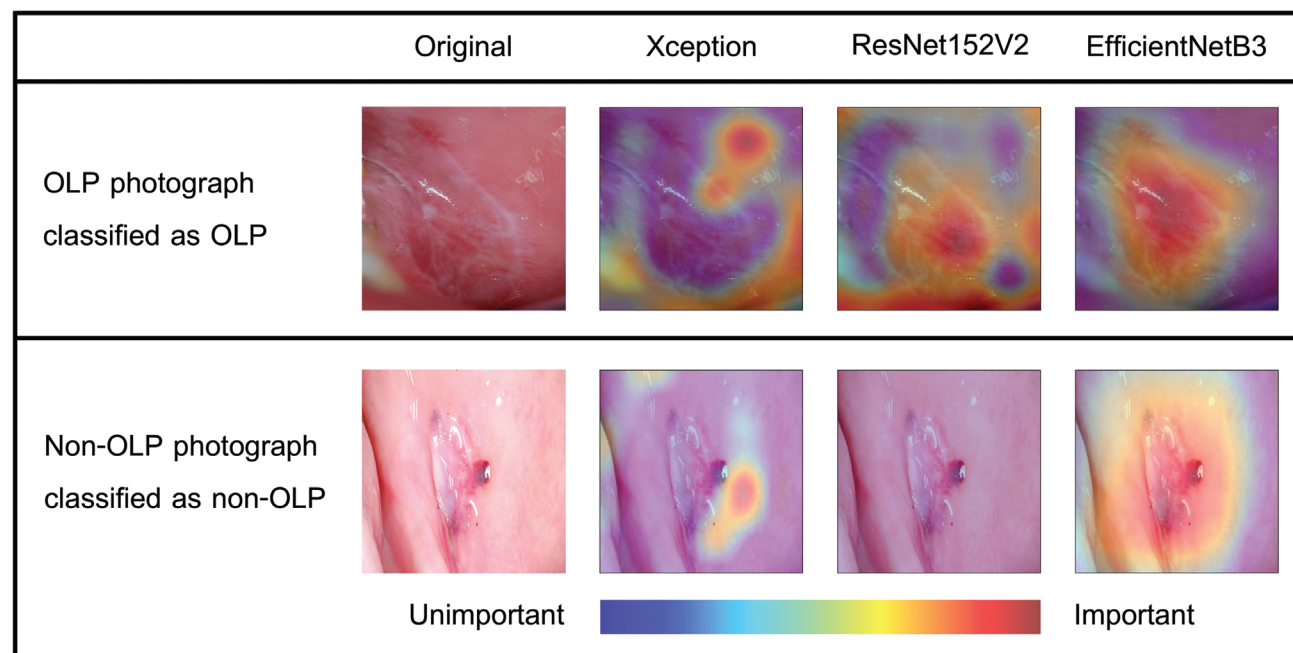 Original Xception ResNet152V2 EfficientNetB3
OLP photograph
classified as OLP
Non-OLP photograph
classified as non-OLP
Unimportant Important